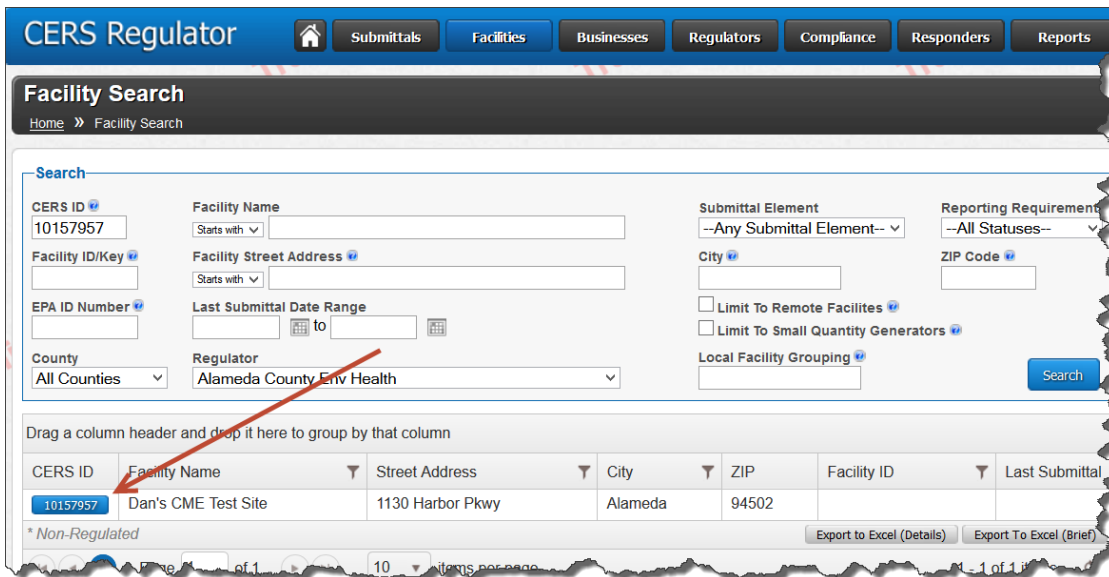 CERS Regulator
Submittals Facilities Businesses Regulators Compliance Responders Reports
Facility Search
Home » Facility Search
Search
CERS ID Facility Name Submittal Element Reporting Requirement
10157957 Starts with --Any Submittal Element-- --All Statuses--
Facility ID/Key Facility Street Address City ZIP Code
Starts with
EPA ID Number Last Submittal Date Range Limit To Remote Facilites
to
Limit To Small Quantity Generators
County Regulator Local Facility Grouping
All Counties Alameda County Env Health
Search
Drag a column header and drop it here to group by that column
CERS ID Facility Name Street Address City ZIP Facility ID Last Submittal
10157957 Dan's CME Test Site 1130 Harbor Pkwy Alameda 94502
* Non-Regulated Export to Excel (Details) Export To Excel (Brief)
Page of 1 10 items per page 1 - 1 of 1